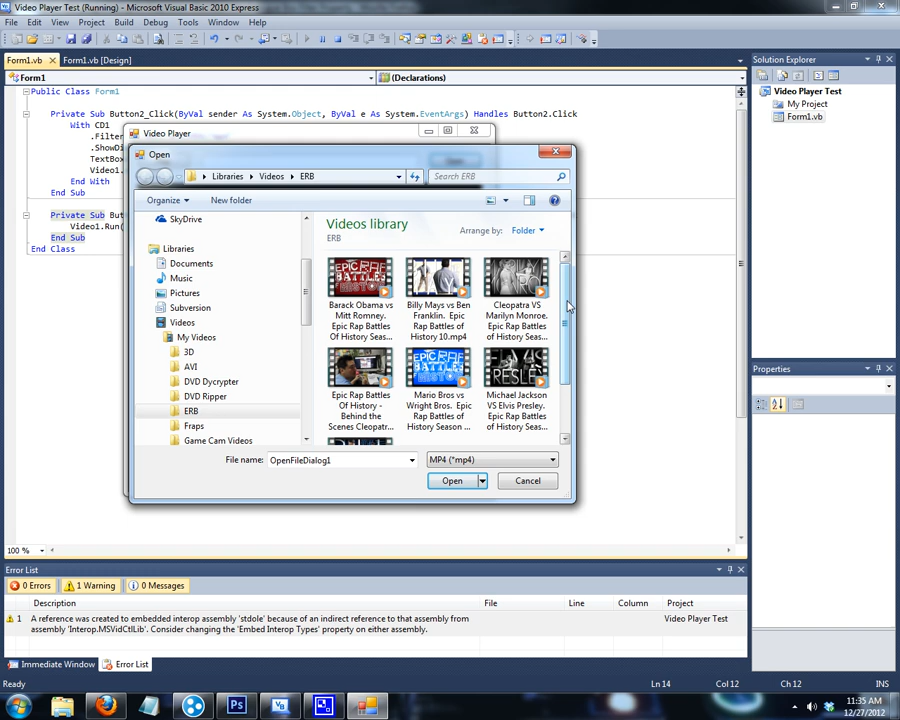 Video Player Test (Running) - Microsoft Visual Basic 2010 Express
File Edit View Project Build Debug Tools Window Help
Form1.vb Form1.vb [Design]
Form1 (Declarations)
Public Class Form1
Private Sub Button2_Click(ByVal sender As System.Object, ByVal e As System.EventArgs) Handles Button2.Click
With CD1
.Filter
.ShowDi
TextBox
Video1.
End With
End Sub
Private Sub But
Video1.Run(
End Sub
End Class
Video Player
Open
Libraries Videos ERB
Search ERB
Organize New folder
SkyDrive
Libraries
Documents
Music
Pictures
Subversion
Videos
My Videos
3D
AVI
DVD Dycrypter
DVD Ripper
ERB
Fraps
Game Cam Videos
Videos library
ERB
Arrange by: Folder
Barack Obama vs Mitt Romney. Epic Rap Battles Of History Seas...
Billy Mays vs Ben Franklin. Epic Rap Battles of History 10.mp4
Cleopatra VS Marilyn Monroe. Epic Rap Battles of History Seas...
Epic Rap Battles Of History - Behind the Scenes Cleopatr...
Mario Bros vs Wright Bros. Epic Rap Battles of History Season ...
Michael Jackson VS Elvis Presley. Epic Rap Battles of History Seas...
File name: OpenFileDialog1
MP4 (*mp4)
Open Cancel
100 %
Solution Explorer
Video Player Test
My Project
Form1.vb
Properties
Error List
0 Errors 1 Warning 0 Messages
Description File Line Column Project
1 A reference was created to embedded interop assembly 'stdole' because of an indirect reference to that assembly from Video Player Test
assembly 'Interop.MSVidCtlLib'. Consider changing the 'Embed Interop Types' property on either assembly.
Immediate Window Error List
Ready Ln 14 Col 12 Ch 12 INS
11:35 AM
12/27/2012